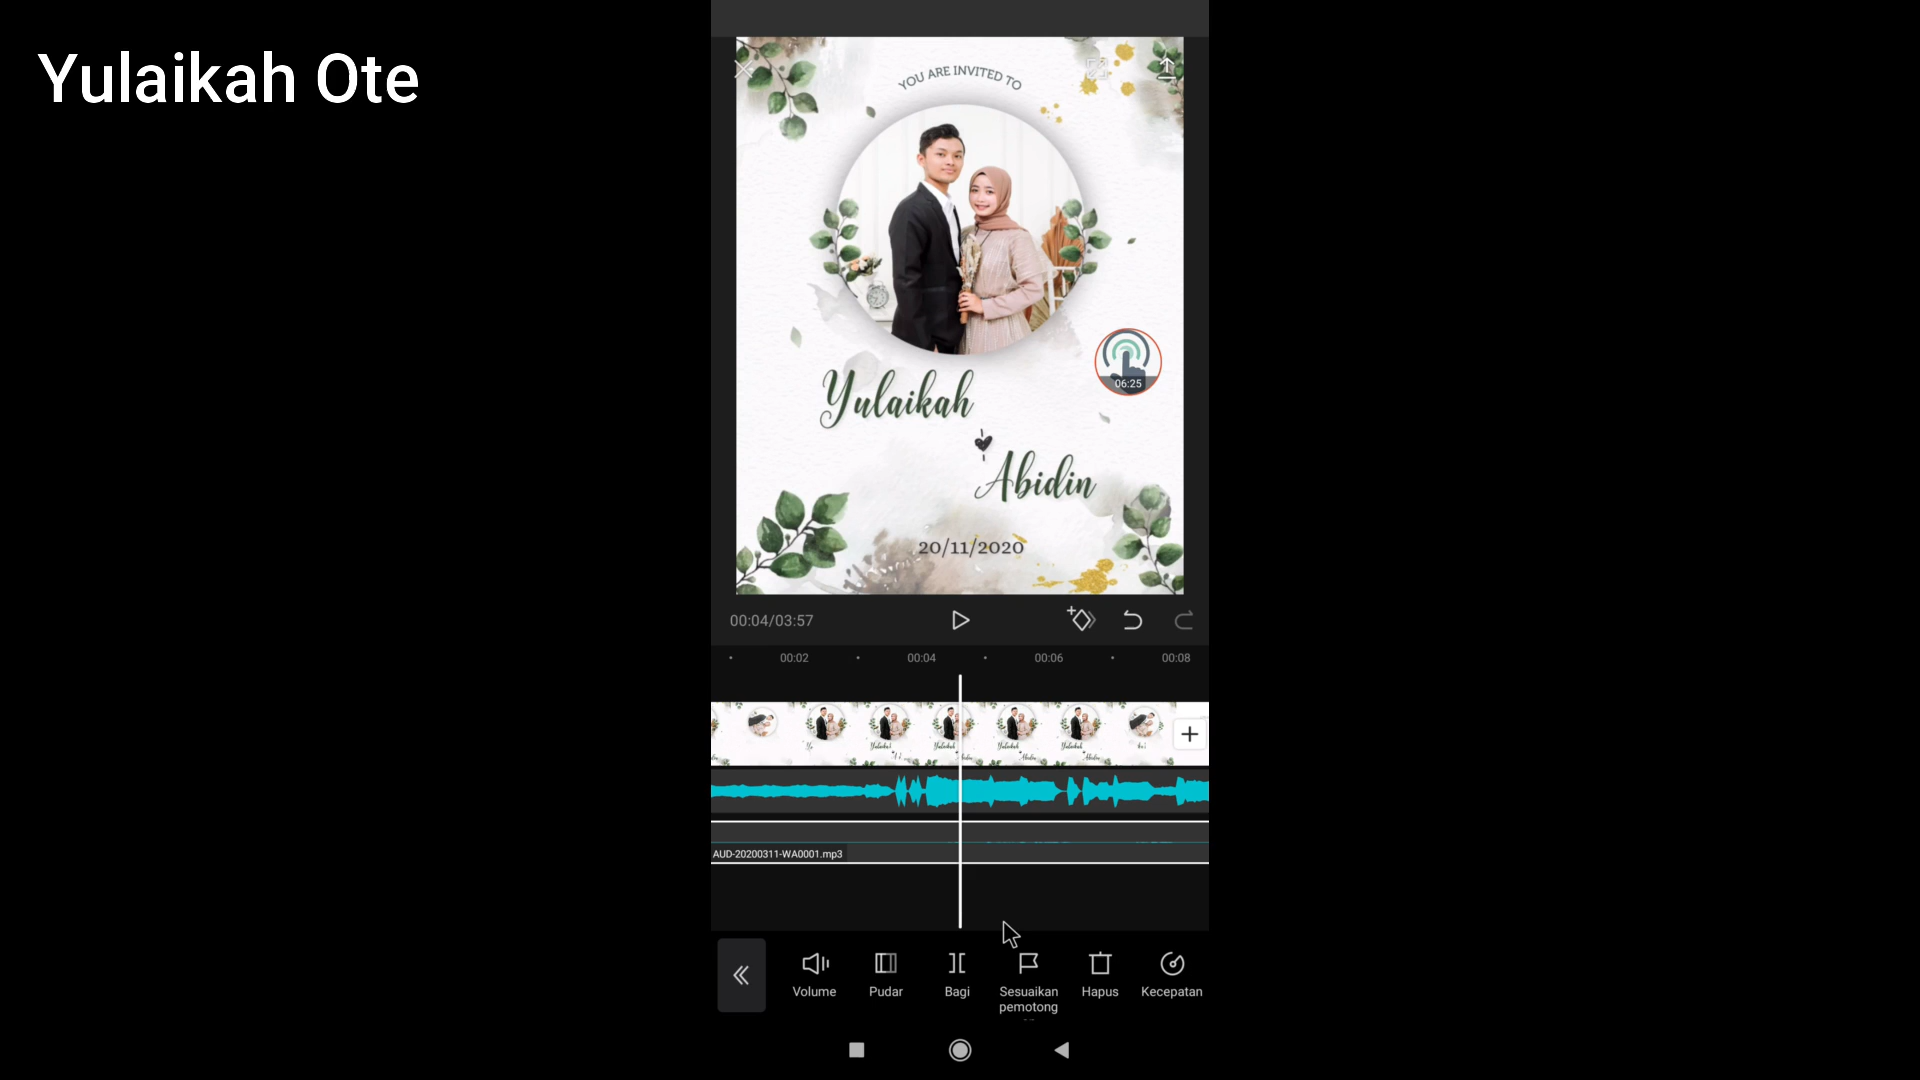 Yulaikah Ote
YOU ARE INVITED TO
06:25
Yulaikah
Abidin
20/11/2020
00:04/03:57
00:02
00:04
00:06
00:08
AUD-20200311-WA0001.mp3
Volume
Pudar
Bagi
Sesuaikan
pemotong
Hapus
Kecepatan